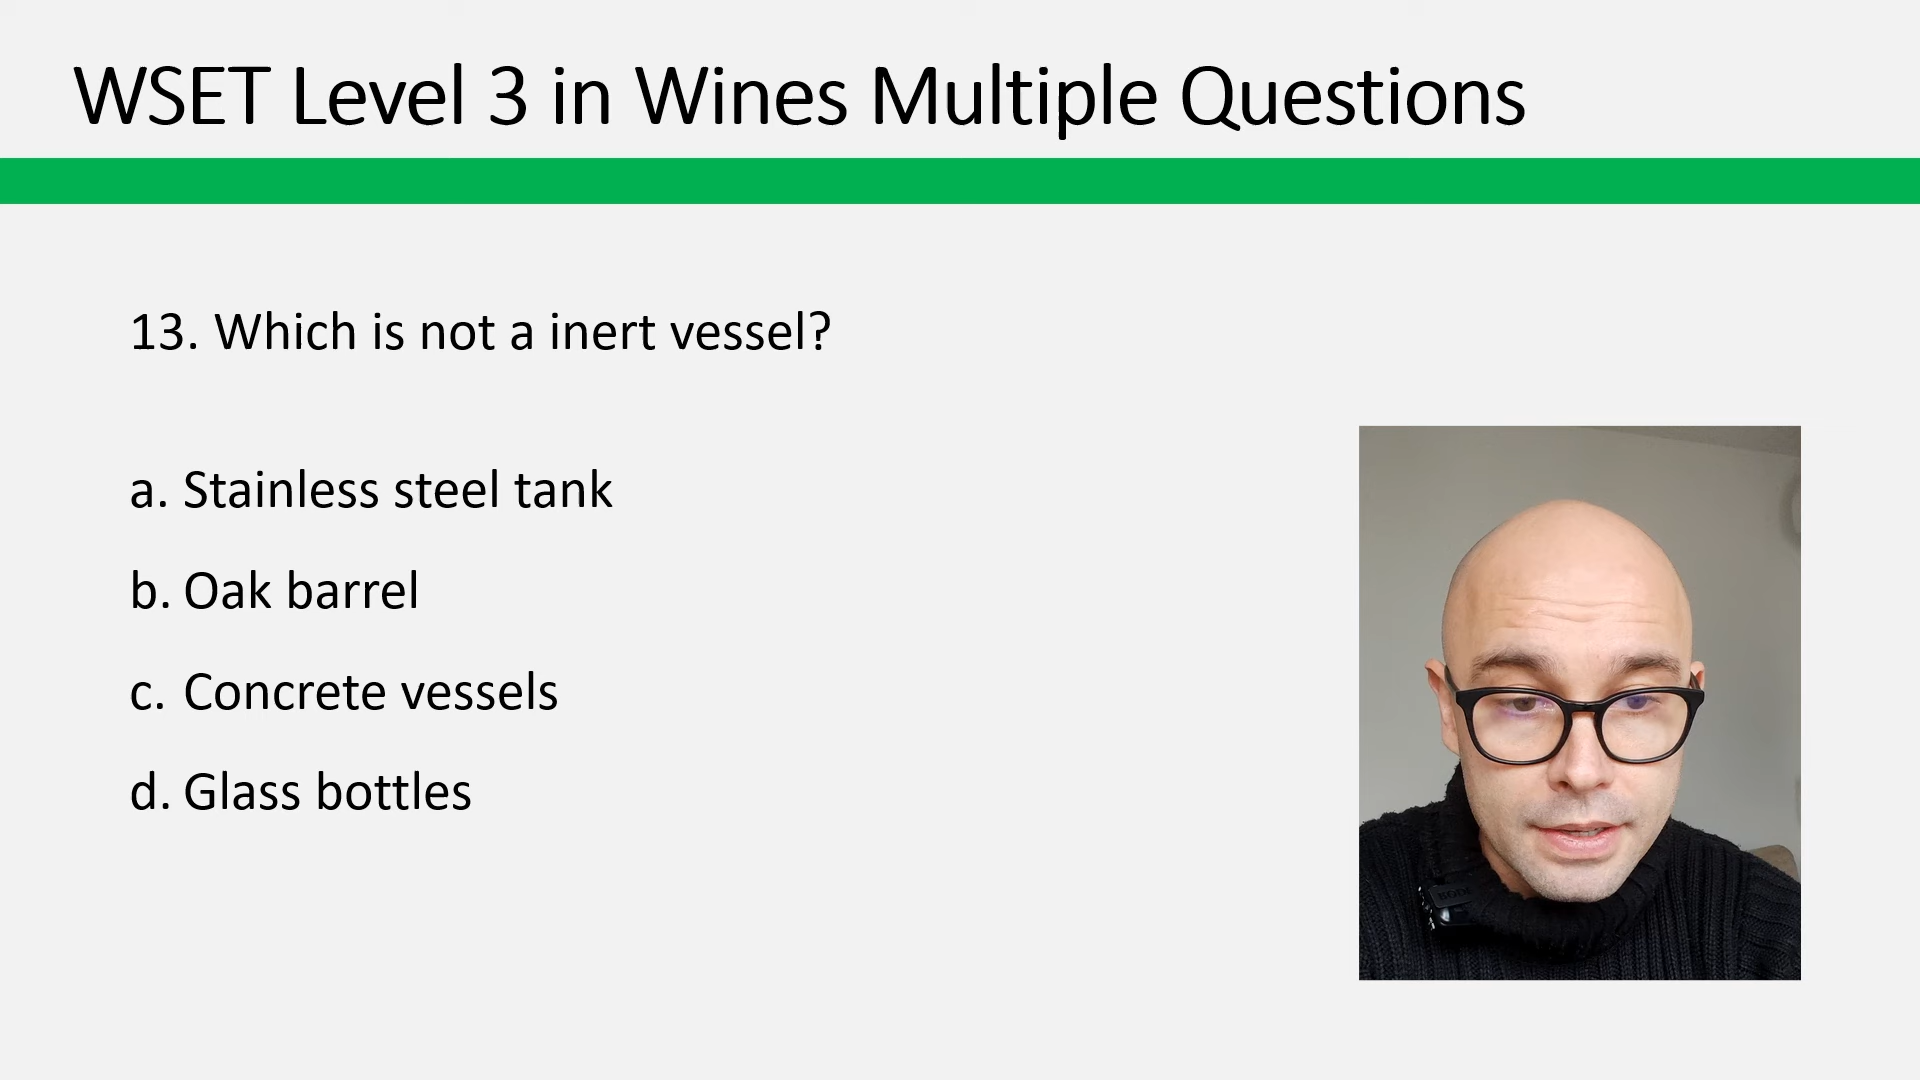 WSET Level 3 in Wines Multiple Questions
13. Which is not a inert vessel?
a. Stainless steel tank
b. Oak barrel
c. Concrete vessels
d. Glass bottles